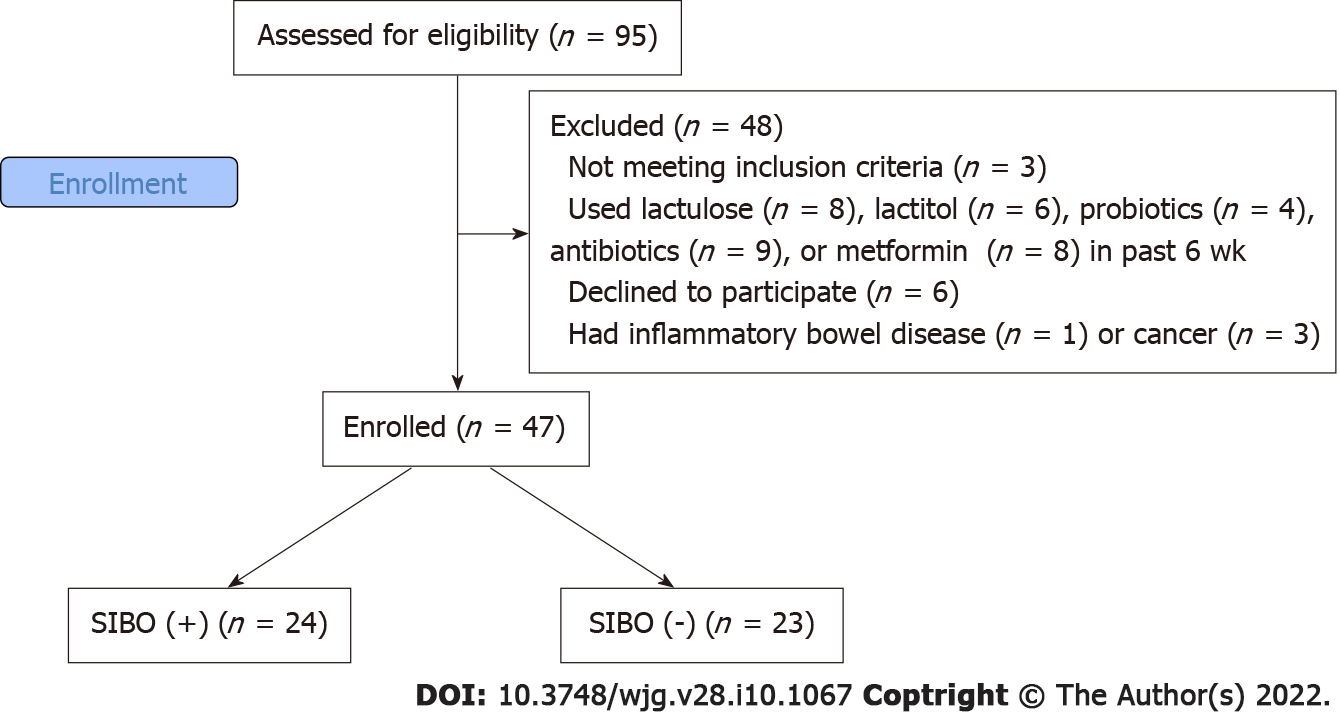 Assessed for eligibility (n = 95)
Excluded (n = 48)
Not meeting inclusion criteria (n = 3)
Used lactulose (n = 8), lactitol (n = 6), probiotics (n = 4),
antibiotics (n = 9), or metformin (n = 8) in past 6 wk
Declined to participate (n = 6)
Had inflammatory bowel disease (n = 1) or cancer (n = 3)
Enrollment
Enrolled (n = 47)
SIBO (+) (n = 24)
SIBO (-) (n = 23)
DOI: 10.3748/wjg.v28.i10.1067 Coptright © The Author(s) 2022.